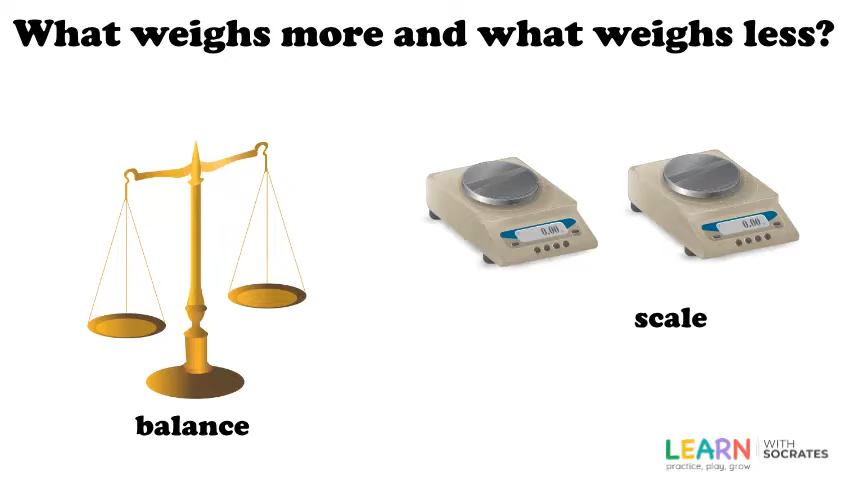 What weighs more and what weighs less?
0.00
0.00
scale
balance
LEARN WITH SOCRATES
practice, play, grow